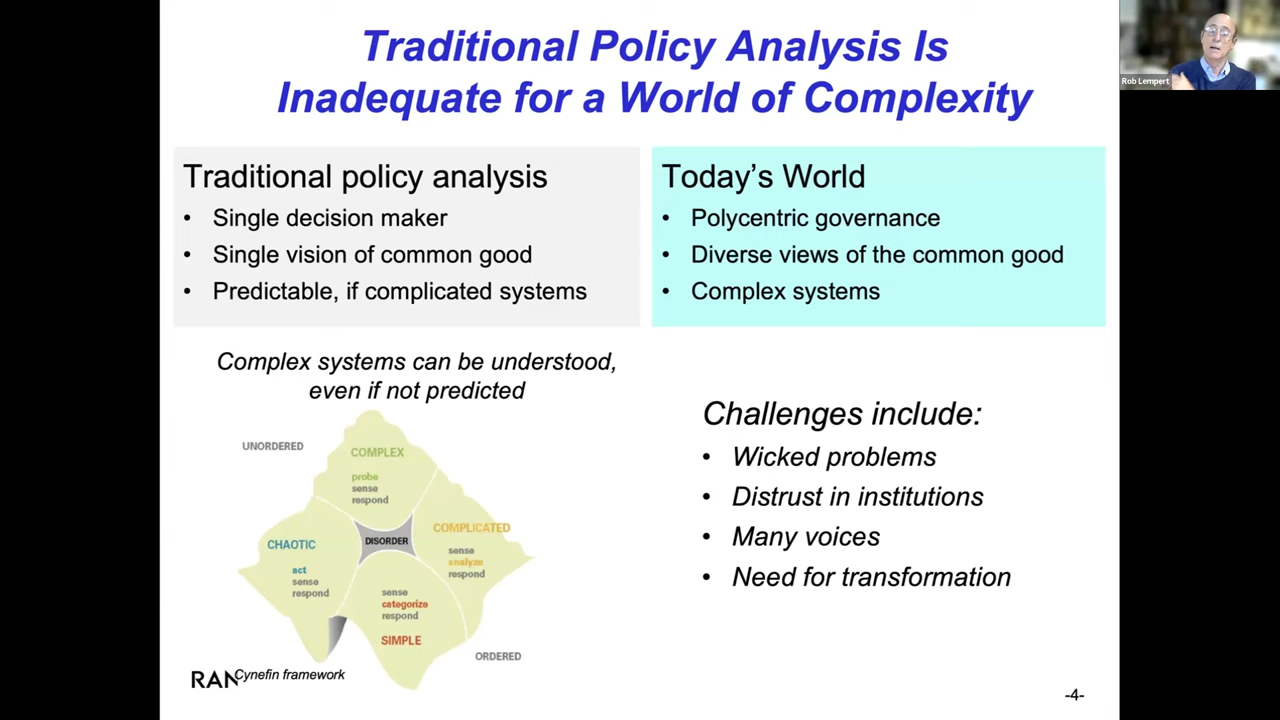 Traditional Policy Analysis Is
Inadequate for a World of Complexity
Rob Lempert
Traditional policy analysis
• Single decision maker
• Single vision of common good
• Predictable, if complicated systems
Today's World
• Polycentric governance
• Diverse views of the common good
• Complex systems
Complex systems can be understood,
even if not predicted
UNORDERED
COMPLEX
probe
sense
respond
CHAOTIC
act
sense
respond
DISORDER
COMPLICATED
sense
analyze
respond
sense
categorize
respond
SIMPLE
ORDERED
RAN
Cynefin framework
Challenges include:
• Wicked problems
• Distrust in institutions
• Many voices
• Need for transformation
-4-